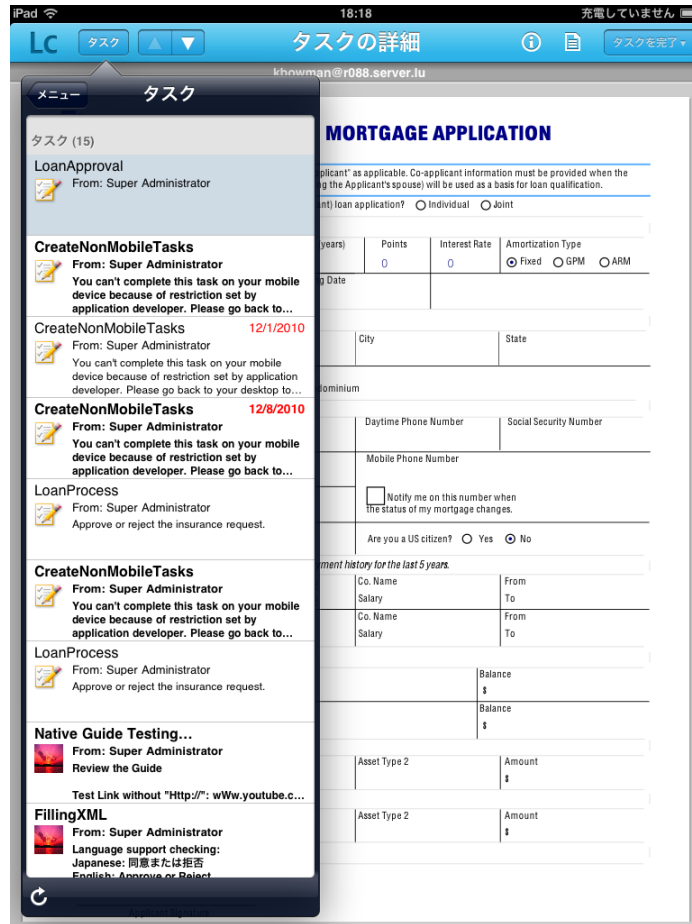 iPad
18:18
充電していません
LC
タスク
タスクの詳細
タスクを完了
khowman@r088.server.lu
メニュー
タスク
タスク (15)
LoanApproval
From: Super Administrator
CreateNonMobileTasks
From: Super Administrator
You can't complete this task on your mobile
device because of restriction set by
application developer. Please go back to...
CreateNonMobileTasks
12/1/2010
From: Super Administrator
You can't complete this task on your mobile
device because of restriction set by application
developer. Please go back to your desktop to...
CreateNonMobileTasks
12/8/2010
From: Super Administrator
You can't complete this task on your mobile
device because of restriction set by
application developer. Please go back to...
LoanProcess
From: Super Administrator
Approve or reject the insurance request.
CreateNonMobileTasks
From: Super Administrator
You can't complete this task on your mobile
device because of restriction set by
application developer. Please go back to...
LoanProcess
From: Super Administrator
Approve or reject the insurance request.
Native Guide Testing...
From: Super Administrator
Review the Guide
Test Link without "Http://": wWw.youtube.c...
FillingXML
From: Super Administrator
Language support checking:
Japanese: 同意または拒否
English: Approve or Reject
MORTGAGE APPLICATION
plicant" as applicable. Co-applicant information must be provided when the
g the Applicant's spouse) will be used as a basis for loan qualification.
nt) loan application? Individual Joint
years) Points Interest Rate Amortization Type
0 0 Fixed GPM ARM
g Date
City State
dominium
Daytime Phone Number Social Security Number
Mobile Phone Number
Notify me on this number when
the status of my mortgage changes.
Are you a US citizen? Yes No
ment history for the last 5 years.
Co. Name From
Salary To
Co. Name From
Salary To
Balance
$
Balance
$
Asset Type 2 Amount
$
Asset Type 2 Amount
$